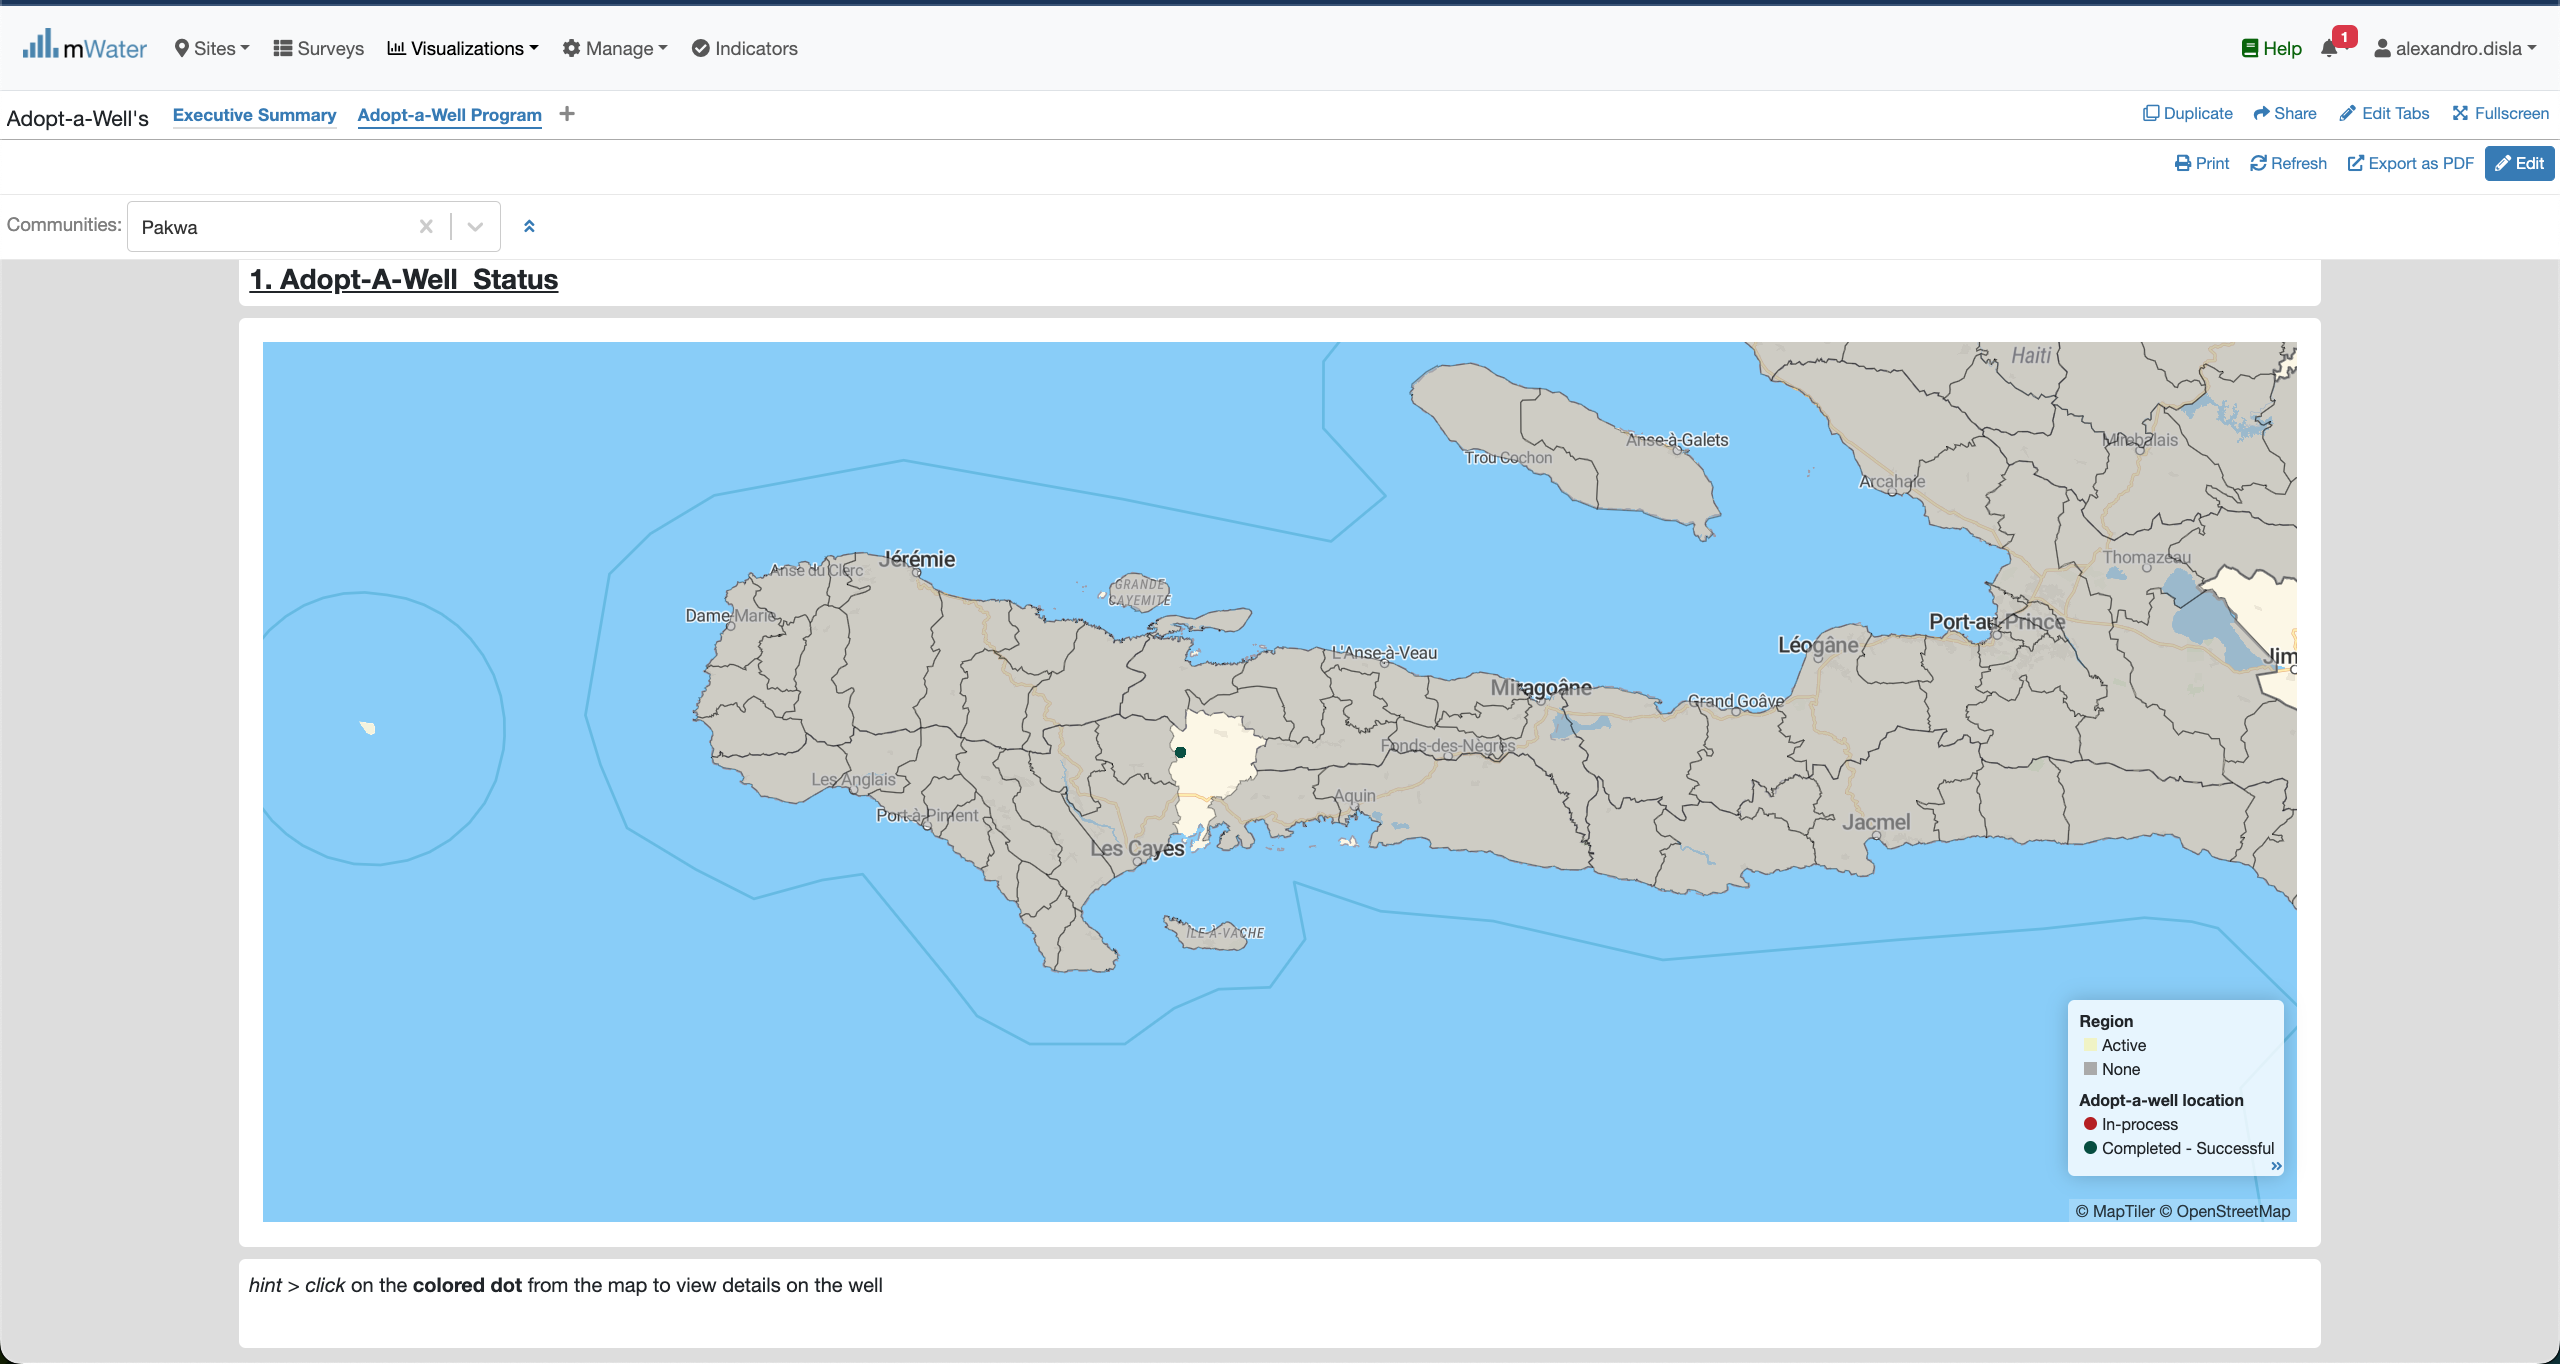 mWater Sites Surveys Visualizations Manage Indicators Help 1 alexandro.disla
Adopt-a-Well's Executive Summary Adopt-a-Well Program + Duplicate Share Edit Tabs Fullscreen
Print Refresh Export as PDF Edit
Communities: Pakwa
1. Adopt-A-Well Status
Haiti
Anse-à-Galets
Mirebalais
Trou Cochon
Arcahaie
Jérémie
Anse du Clerc
Thomazeau
GRANDE
CAYEMITE
Dame-Marie
Port-au-Prince
Léogâne
L'Anse-à-Veau
Jim
Miragoâne
Grand Goâve
Fonds-des-Nègres
Les Anglais
Aquin
Port-à-Piment
Jacmel
Les Cayes
ÎLE-À-VACHE
Region
Active
None
Adopt-a-well location
In-process
Completed - Successful
© MapTiler © OpenStreetMap
hint > click on the colored dot from the map to view details on the well